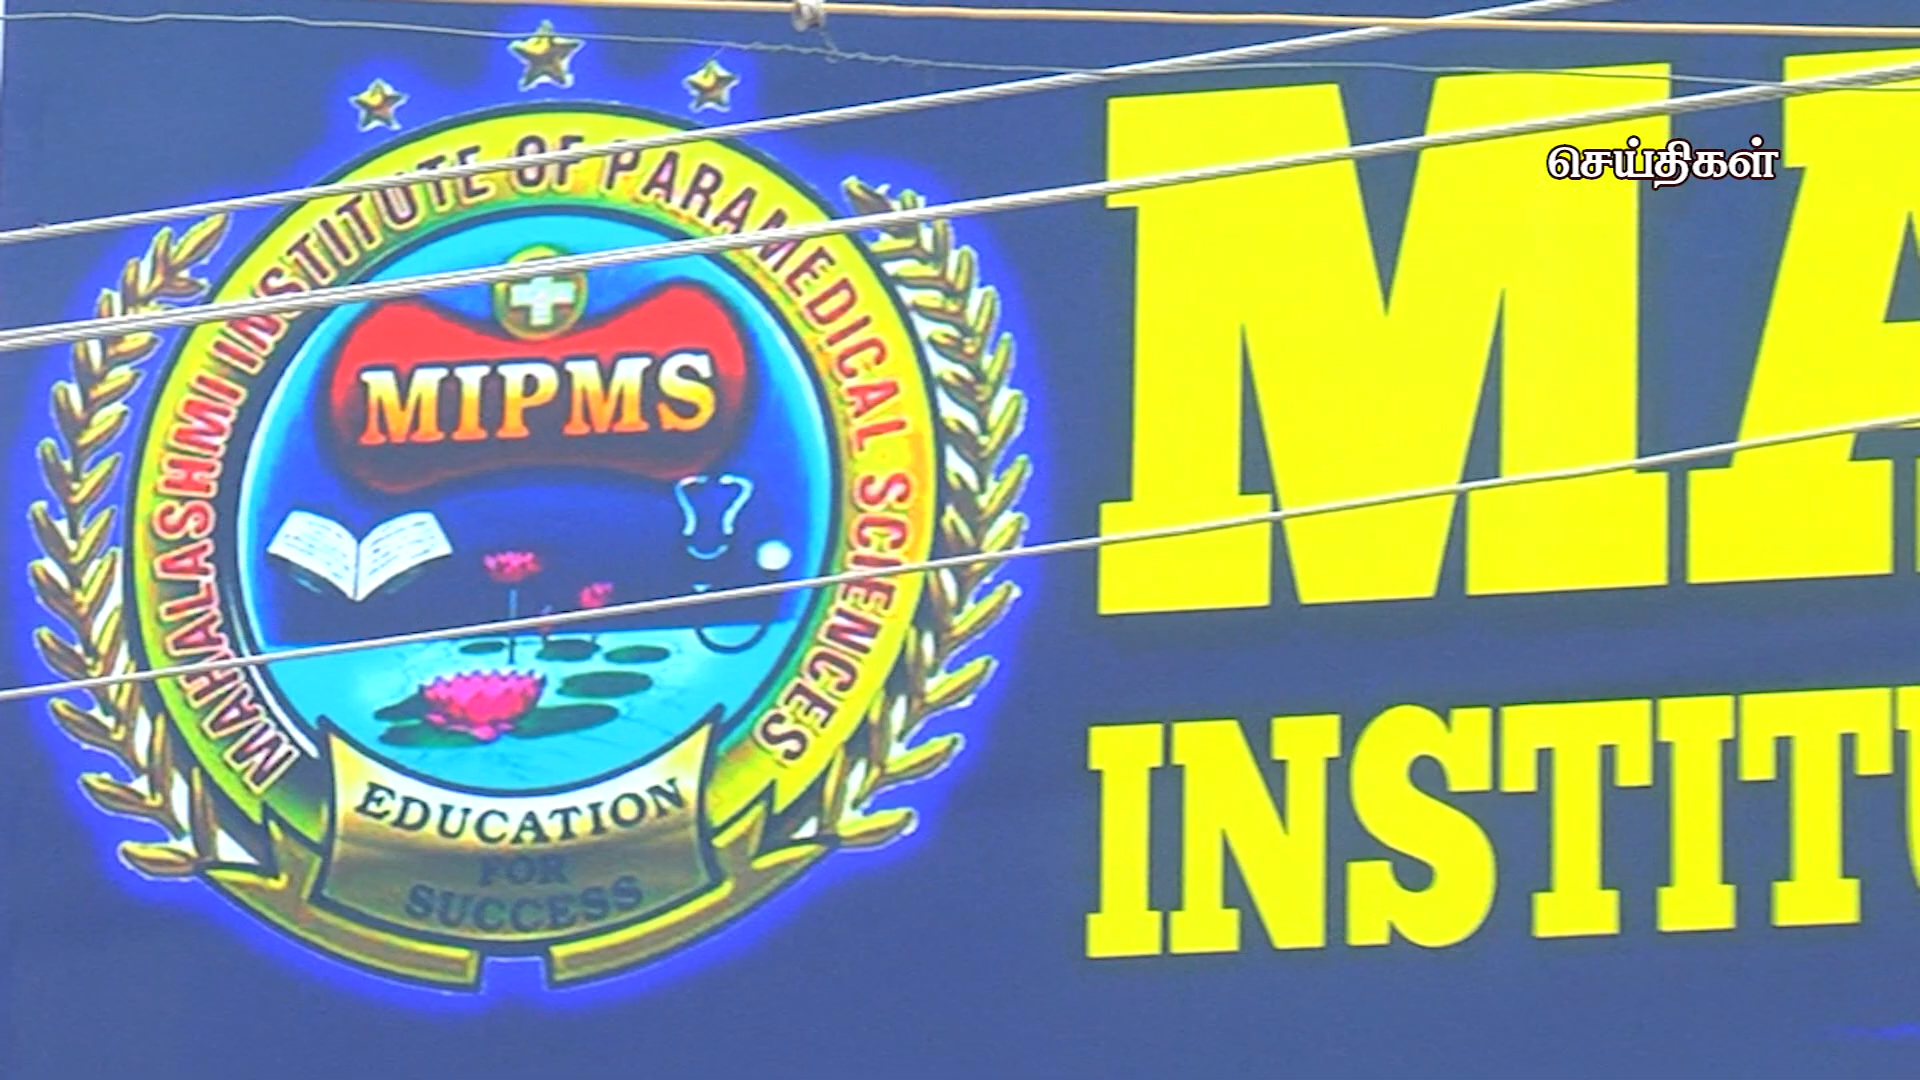 செய்திகள்
MAHALASHMI INSTITUTE OF PARAMEDICAL SCIENCES
MIPMS
EDUCATION
FOR
SUCCESS
MA
INSTITU